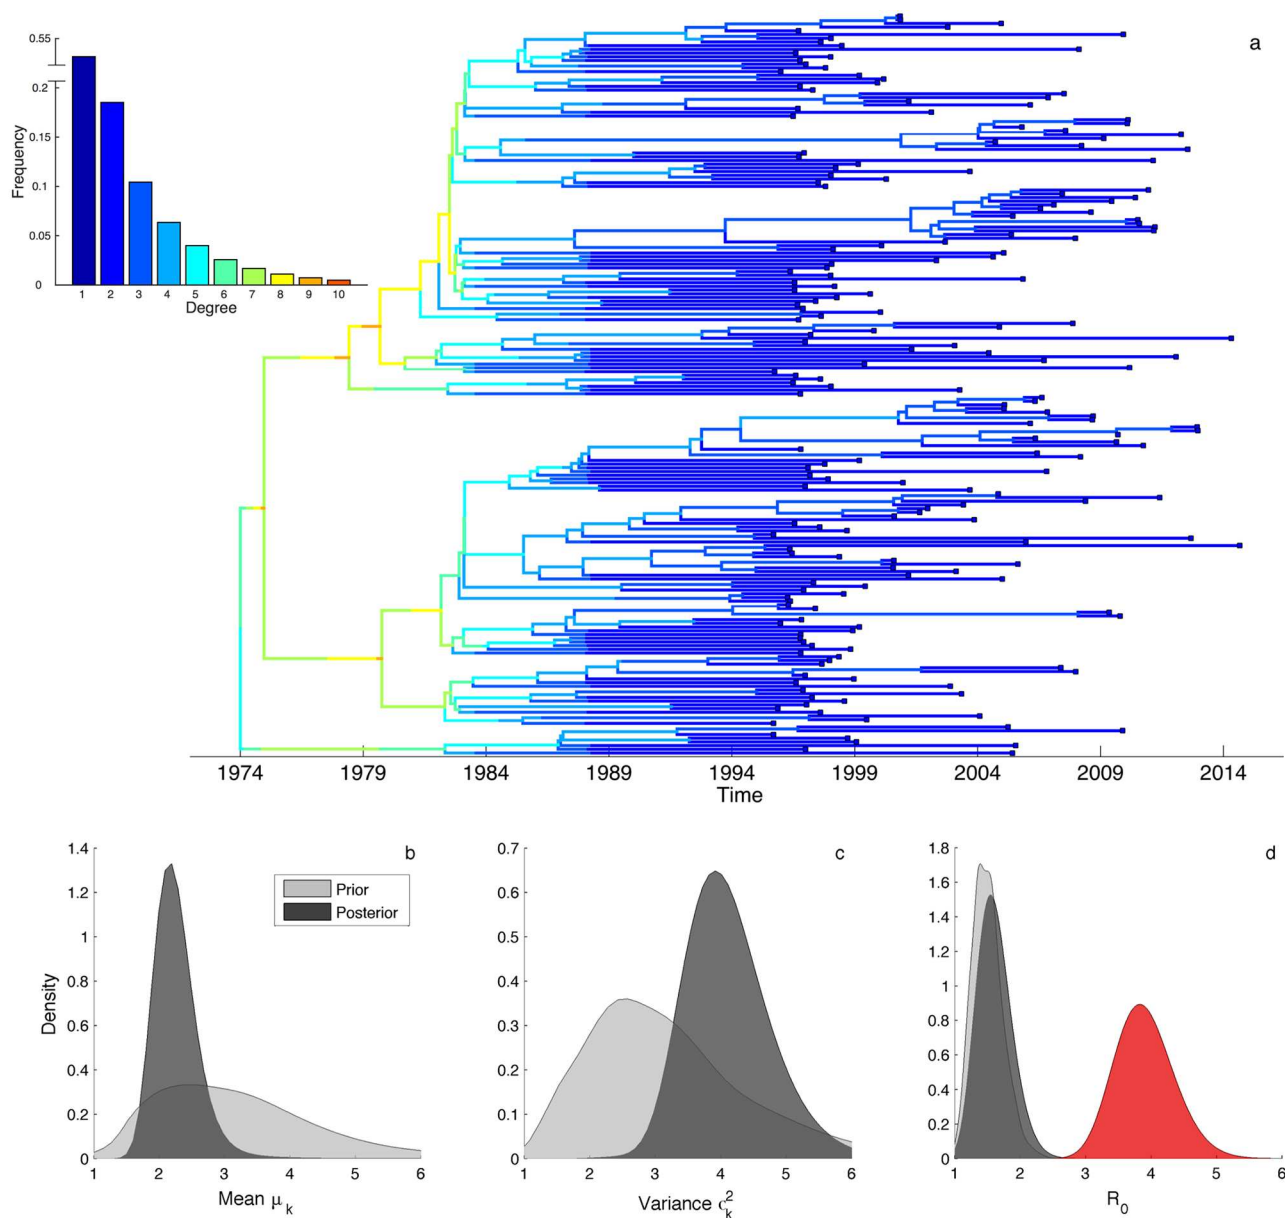 a
0.55
0.2
0.15
0.1
0.05
0
Frequency
1 2 3 4 5 6 7 8 9 10
Degree
1974 1979 1984 1989 1994 1999 2004 2009 2014
Time
b
1.4
1.2
1
0.8
0.6
0.4
0.2
0
Density
Prior
Posterior
1 2 3 4 5 6
Mean μk
c
0.7
0.6
0.5
0.4
0.3
0.2
0.1
0
1 2 3 4 5 6
Variance ςk²
d
1.8
1.6
1.4
1.2
1
0.8
0.6
0.4
0.2
0
1 2 3 4 5 6
R0